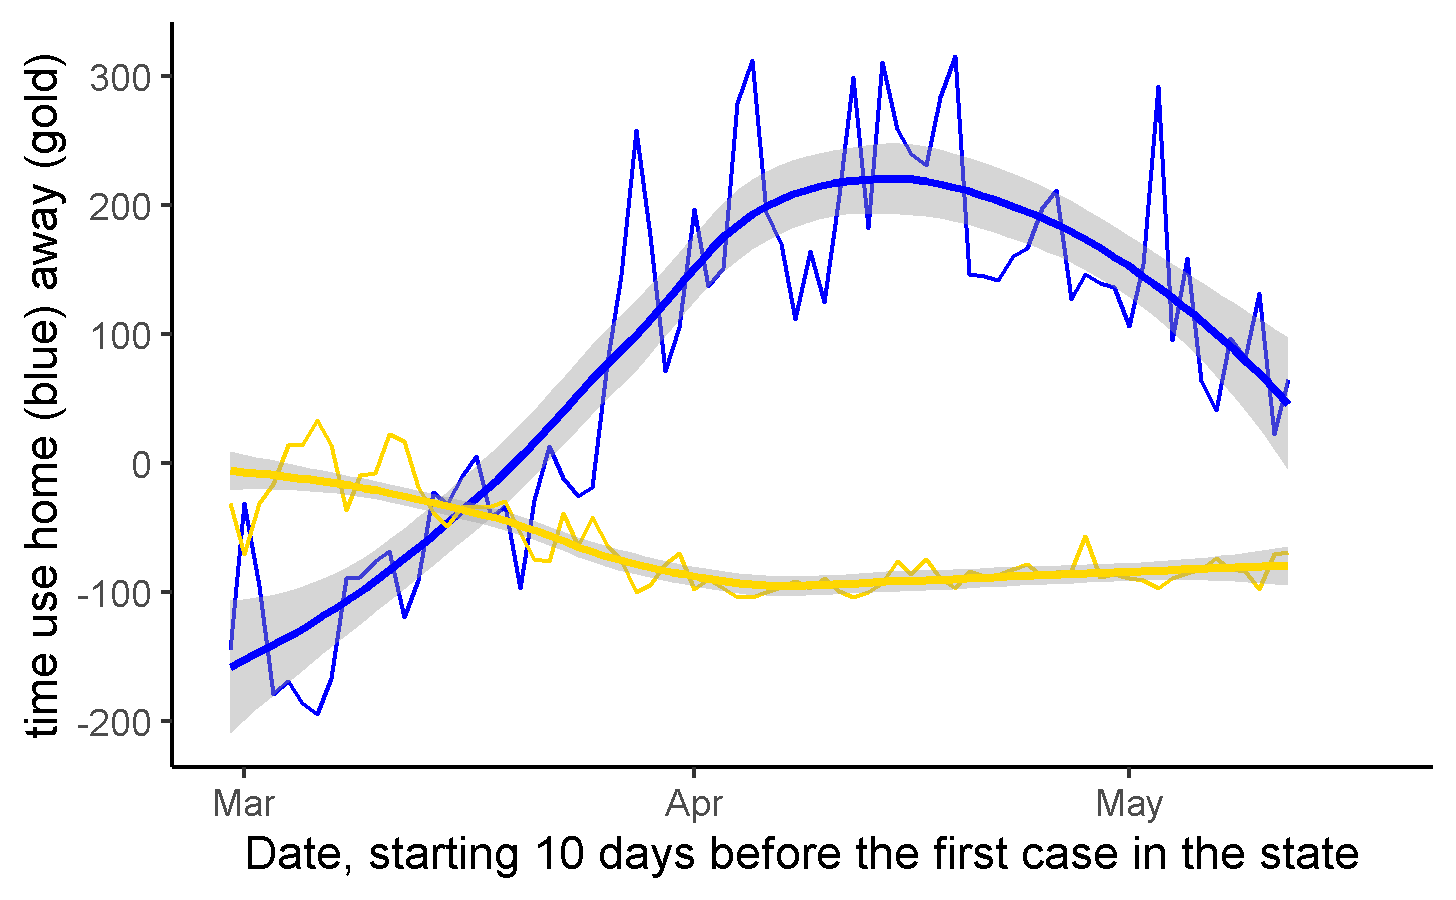 time use home (blue) away (gold)
300
200
100
0
-100
-200
Mar
Apr
May
Date, starting 10 days before the first case in the state